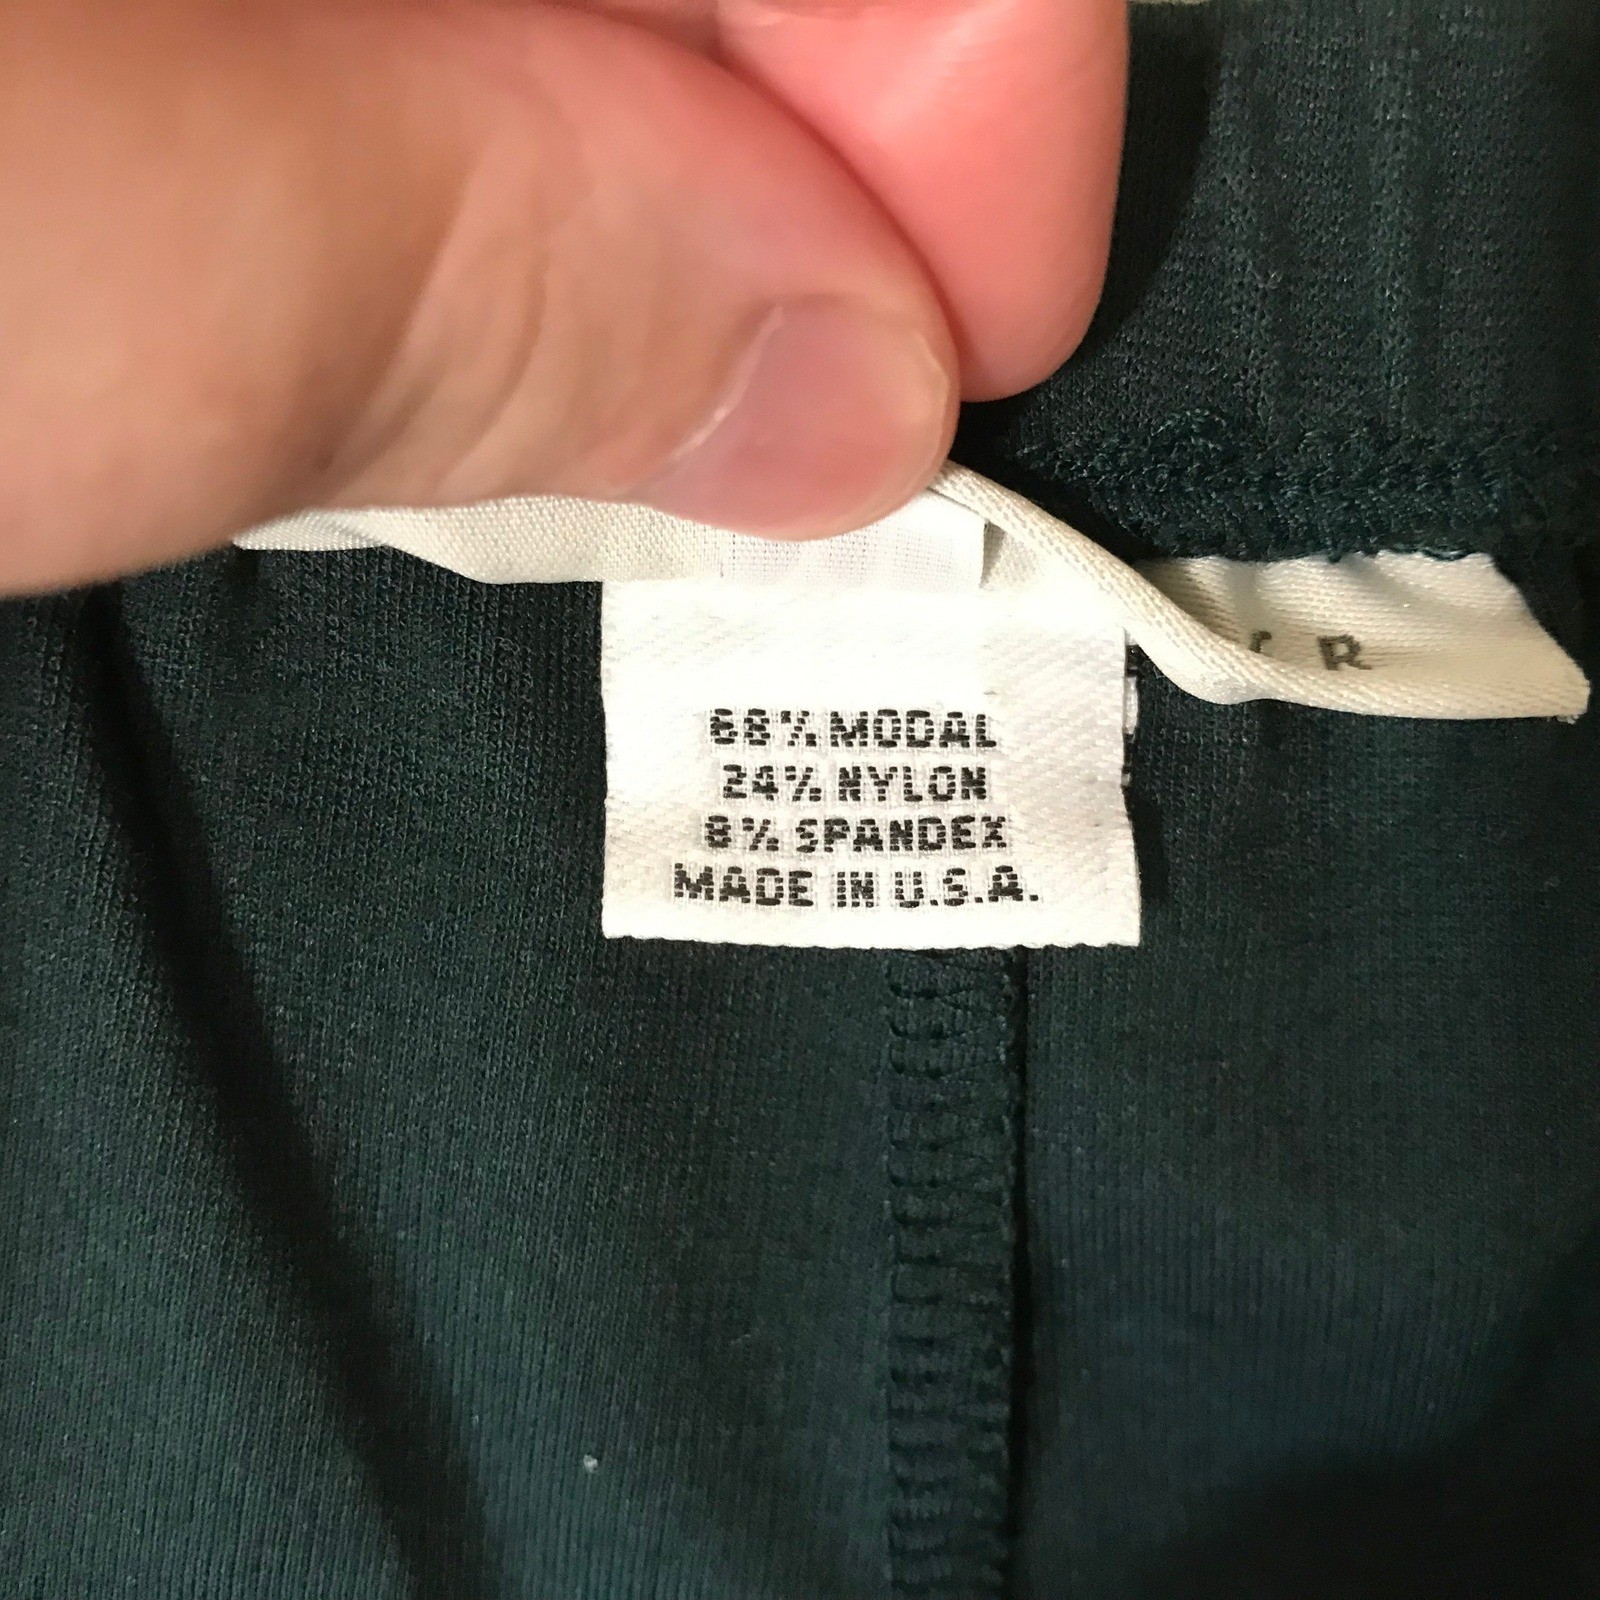 68% MODAL
24% NYLON
8% SPANDEX
MADE IN U.S.A.
R